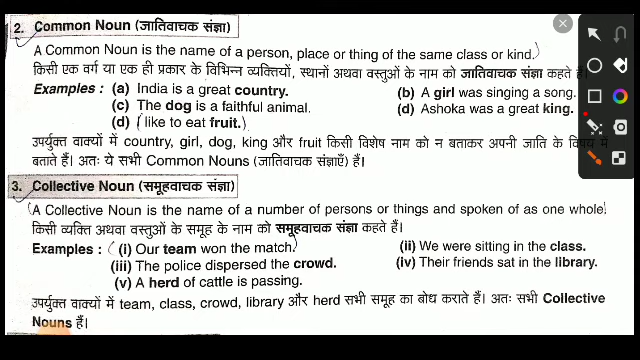 2. Common Noun (जातिवाचक संज्ञा)
A Common Noun is the name of a person, place or thing of the same class or kind.
किसी एक वर्ग या एक ही प्रकार के विभिन्न व्यक्तियों, स्थानों अथवा वस्तुओं के नाम को जातिवाचक संज्ञा कहते हैं।
Examples : (a) India is a great country. (b) A girl was singing a song.
(c) The dog is a faithful animal. (d) Ashoka was a great king.
(d) I like to eat fruit.
उपर्युक्त वाक्यों में country, girl, dog, king और fruit किसी विशेष नाम को न बताकर अपनी जाति के विषय में
बताते हैं। अतः ये सभी Common Nouns (जातिवाचक संज्ञाएँ) हैं।
3. Collective Noun (समूहवाचक संज्ञा)
A Collective Noun is the name of a number of persons or things and spoken of as one whole.
किसी व्यक्ति अथवा वस्तुओं के समूह के नाम को समूहवाचक संज्ञा कहते हैं।
Examples : (i) Our team won the match. (ii) We were sitting in the class.
(iii) The police dispersed the crowd. (iv) Their friends sat in the library.
(v) A herd of cattle is passing.
उपर्युक्त वाक्यों में team, class, crowd, library और herd सभी समूह का बोध कराते हैं। अतः सभी Collective
Nouns हैं।